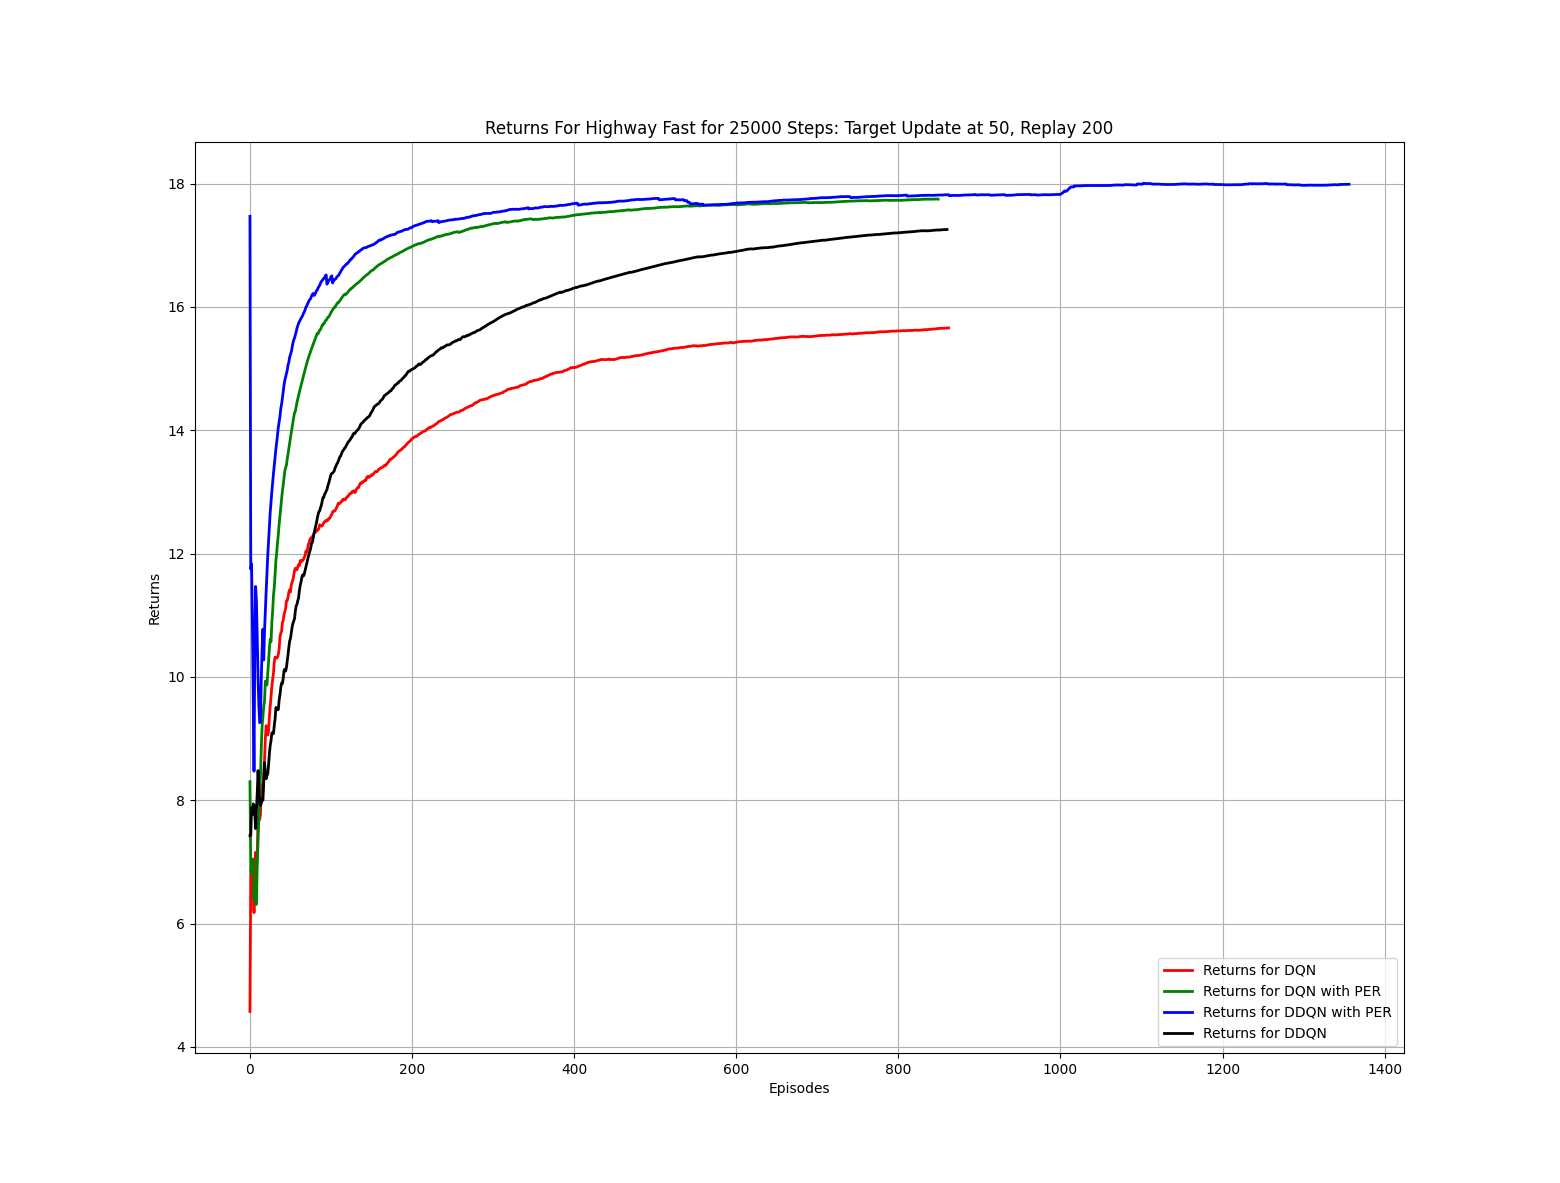 Returns For Highway Fast for 25000 Steps: Target Update at 50, Replay 200
18
16
14
12
10
8
6
4
Returns
0 200 400 600 800 1000 1200 1400
Episodes
Returns for DQN
Returns for DQN with PER
Returns for DDQN with PER
Returns for DDQN